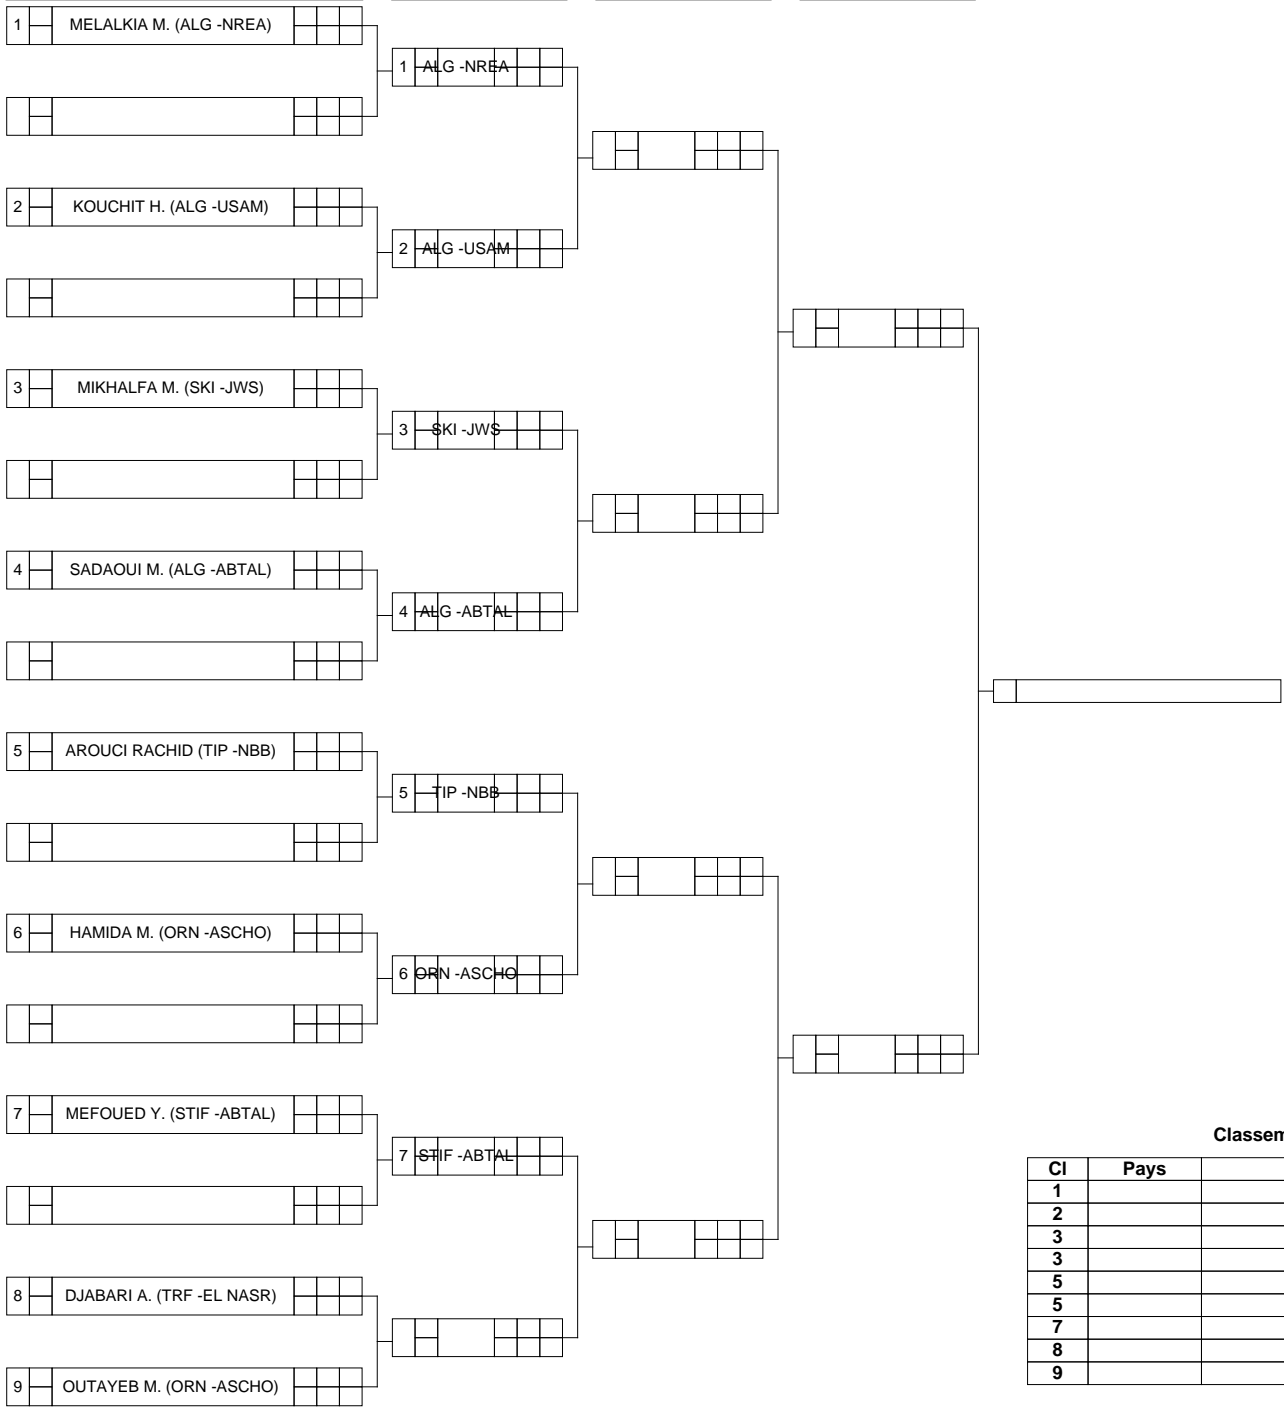 1 MELALKIA M. (ALG -NREA)
1 ALG -NREA
2 KOUCHIT H. (ALG -USAM)
2 ALG -USAM
3 MIKHALFA M. (SKI -JWS)
3 SKI -JWS
4 SADAOUI M. (ALG -ABTAL)
4 ALG -ABTAL
5 AROUCI RACHID (TIP -NBB)
5 TIP -NBB
6 HAMIDA M. (ORN -ASCHO)
6 ORN -ASCHO
7 MEFOUED Y. (STIF -ABTAL)
7 STIF -ABTAL
8 DJABARI A. (TRF -EL NASR)
9 OUTAYEB M. (ORN -ASCHO)
Classem
Cl Pays
1
2
3
3
5
5
7
8
9